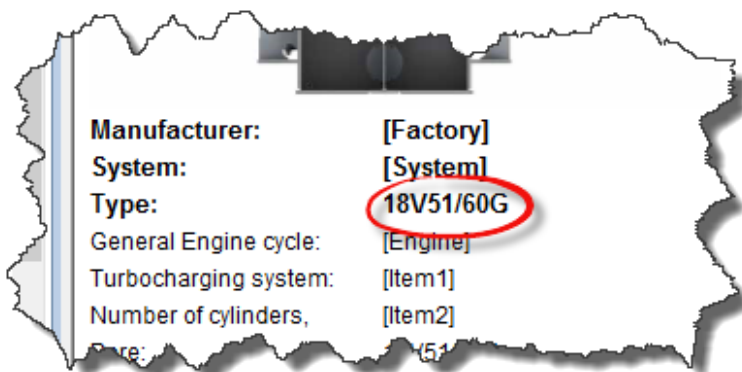 Manufacturer: [Factory]
System: [System]
Type: 18V51/60G
General Engine cycle: [Engine]
Turbocharging system: [Item1]
Number of cylinders, [Item2]